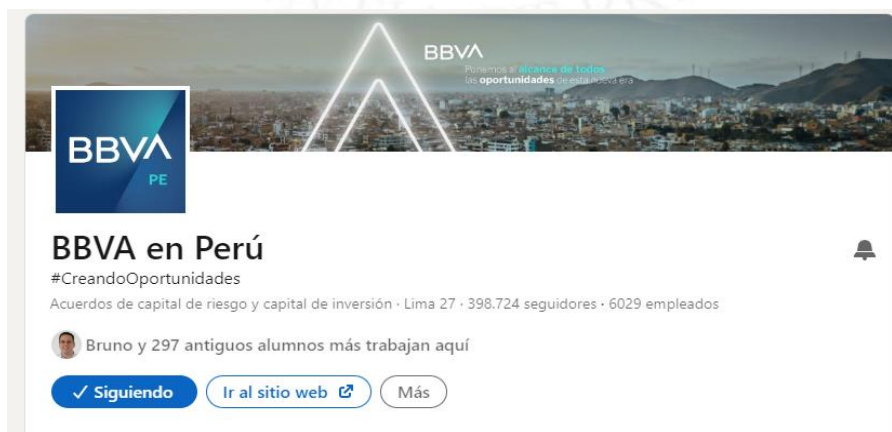 BBVA
Ponemos al alcance de todos
las oportunidades de esta nueva era
BBVA
PE
BBVA en Perú
#CreandoOportunidades
Acuerdos de capital de riesgo y capital de inversión · Lima 27 · 398.724 seguidores · 6029 empleados
Bruno y 297 antiguos alumnos más trabajan aquí
✓ Siguiendo Ir al sitio web Más